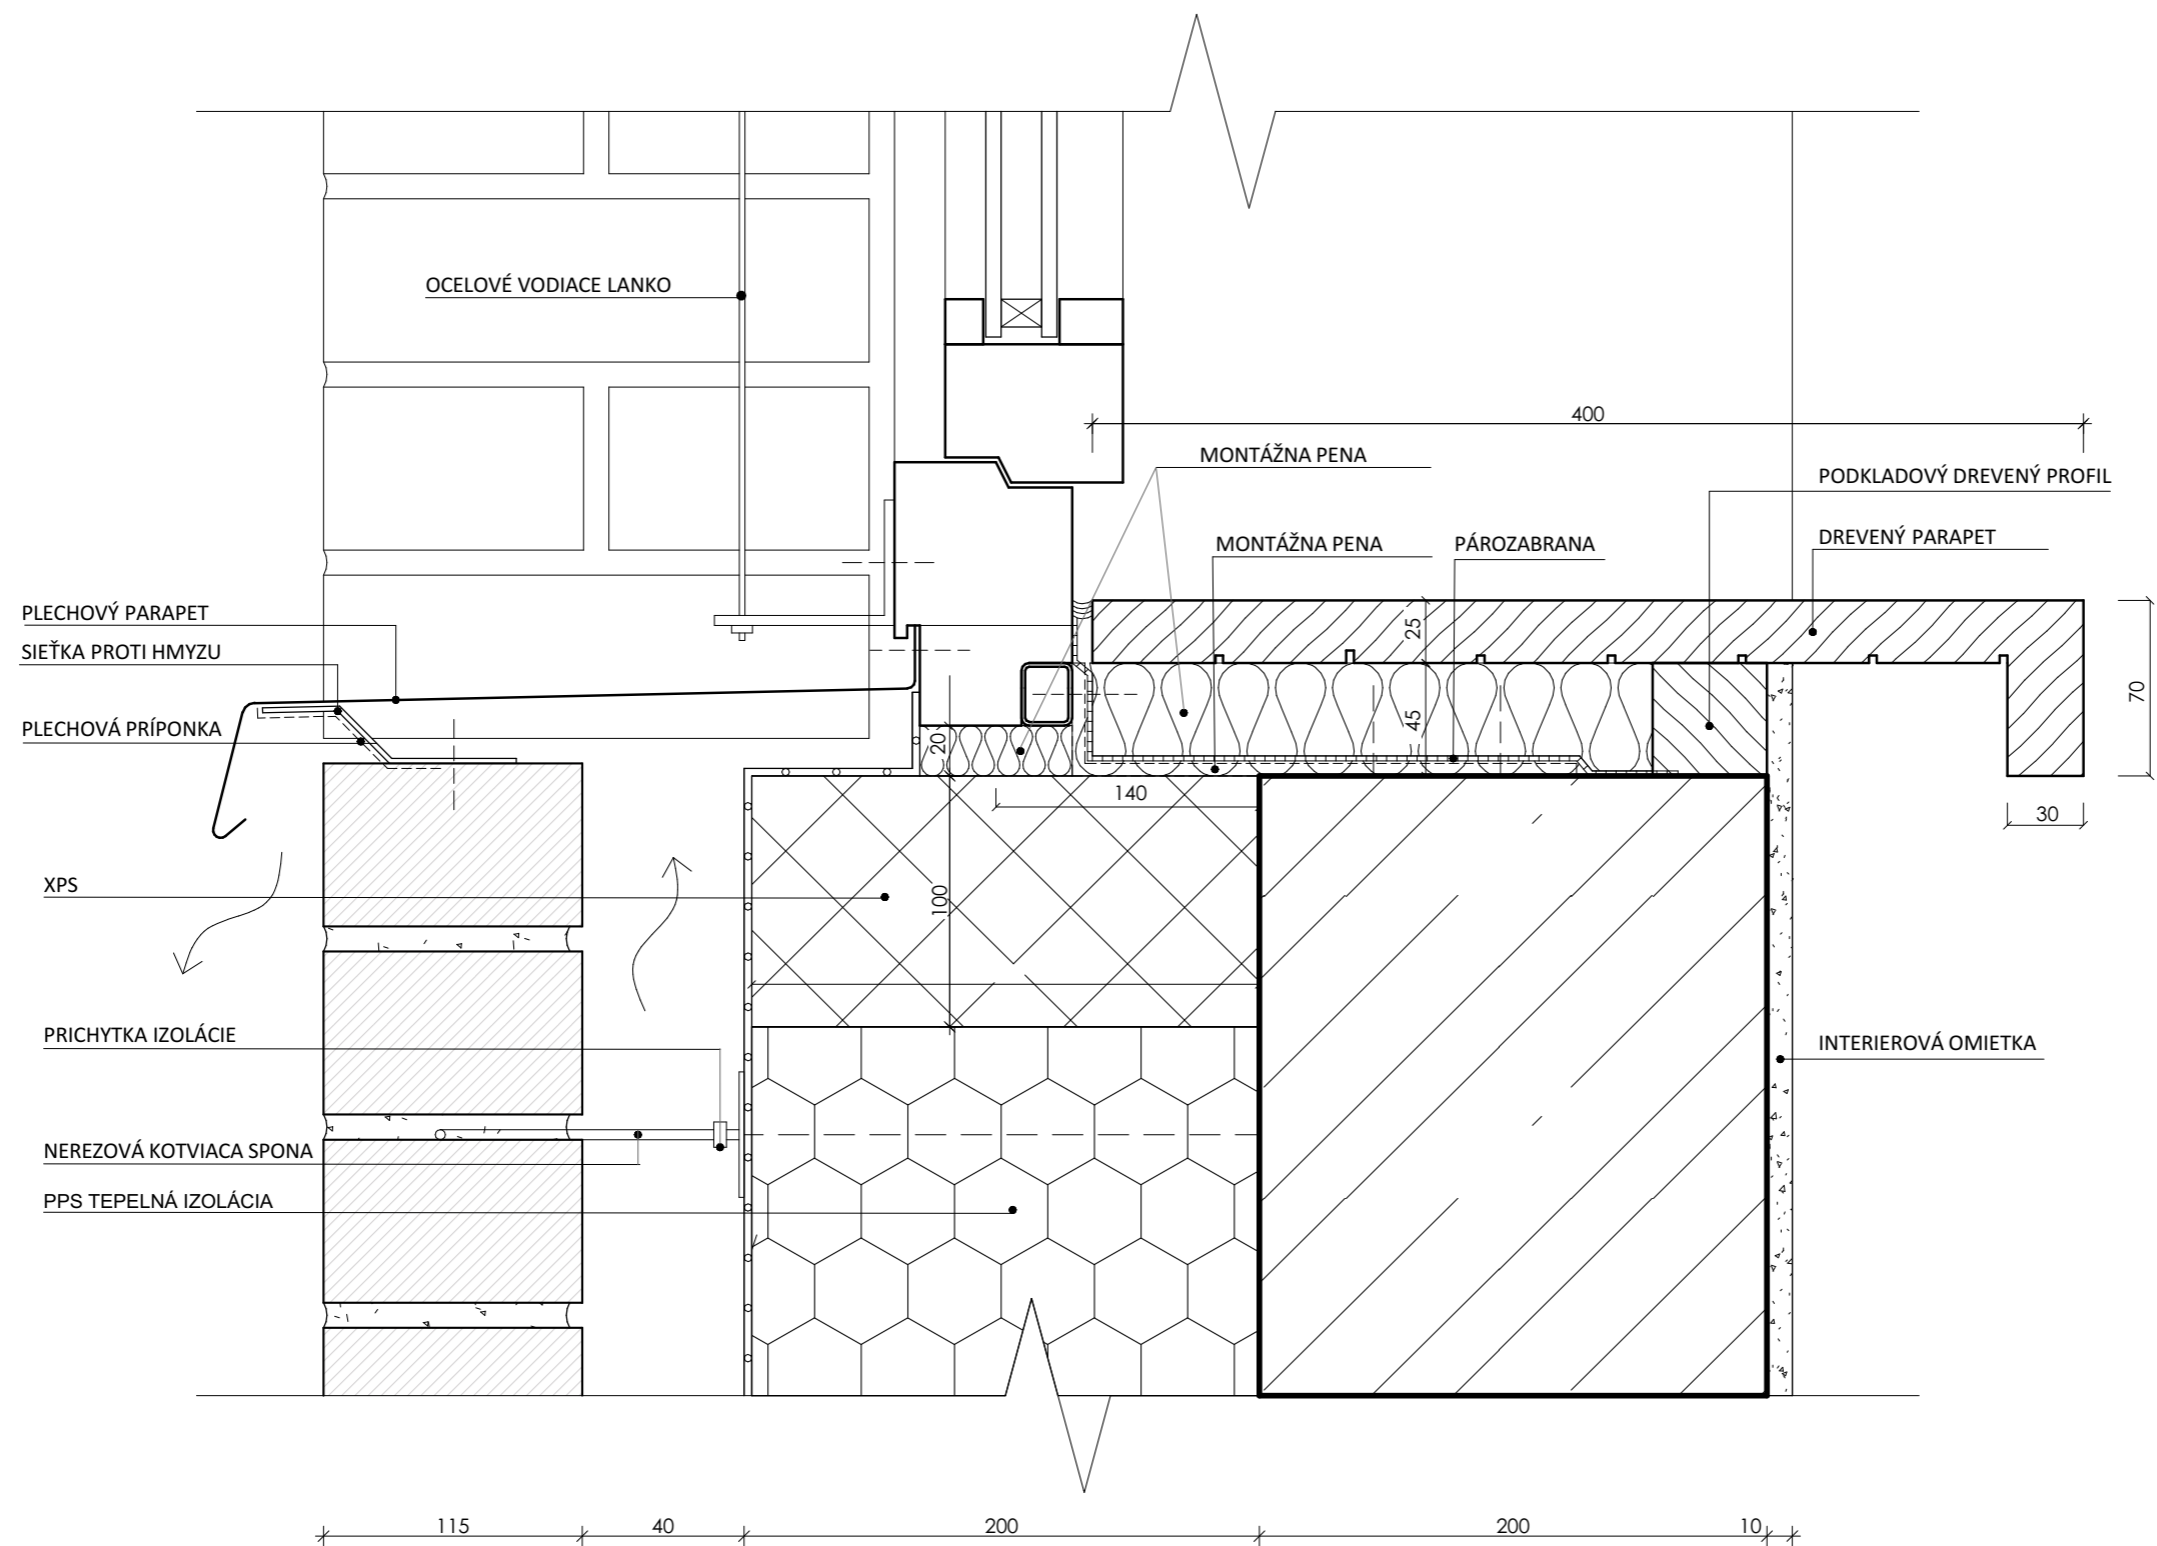 OCELOVÉ VODIACE LANKO
400
MONTÁŽNA PENA
PODKLADOVÝ DREVENÝ PROFIL
DREVENÝ PARAPET
MONTÁŽNA PENA
PÁROZABRANA
PLECHOVÝ PARAPET
25
SIEŤKA PROTI HMYZU
70
PLECHOVÁ PRÍPONKA
45
20
140
30
XPS
100
PRICHYTKA IZOLÁCIE
INTERIEROVÁ OMIETKA
NEREZOVÁ KOTVIACA SPONA
PPS TEPELNÁ IZOLÁCIA
115
40
200
200
10